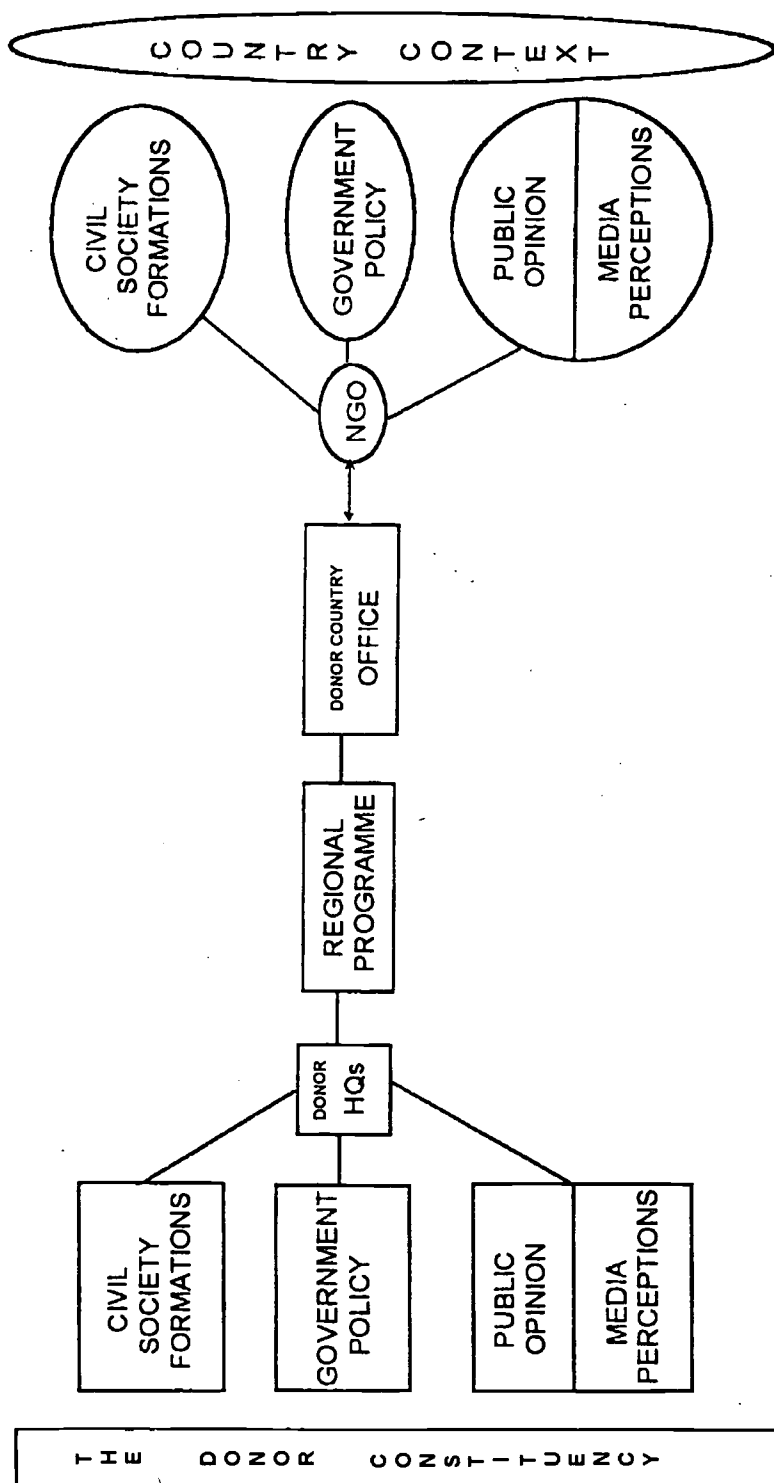 THE DONOR CONSTITUENCY
CIVIL
SOCIETY
FORMATIONS
GOVERNMENT
POLICY
PUBLIC
OPINION
MEDIA
PERCEPTIONS
DONOR
HQs
REGIONAL
PROGRAMME
DONOR COUNTRY
OFFICE
NGO
CIVIL
SOCIETY
FORMATIONS
GOVERNMENT
POLICY
PUBLIC
OPINION
MEDIA
PERCEPTIONS
COUNTRY CONTEXT